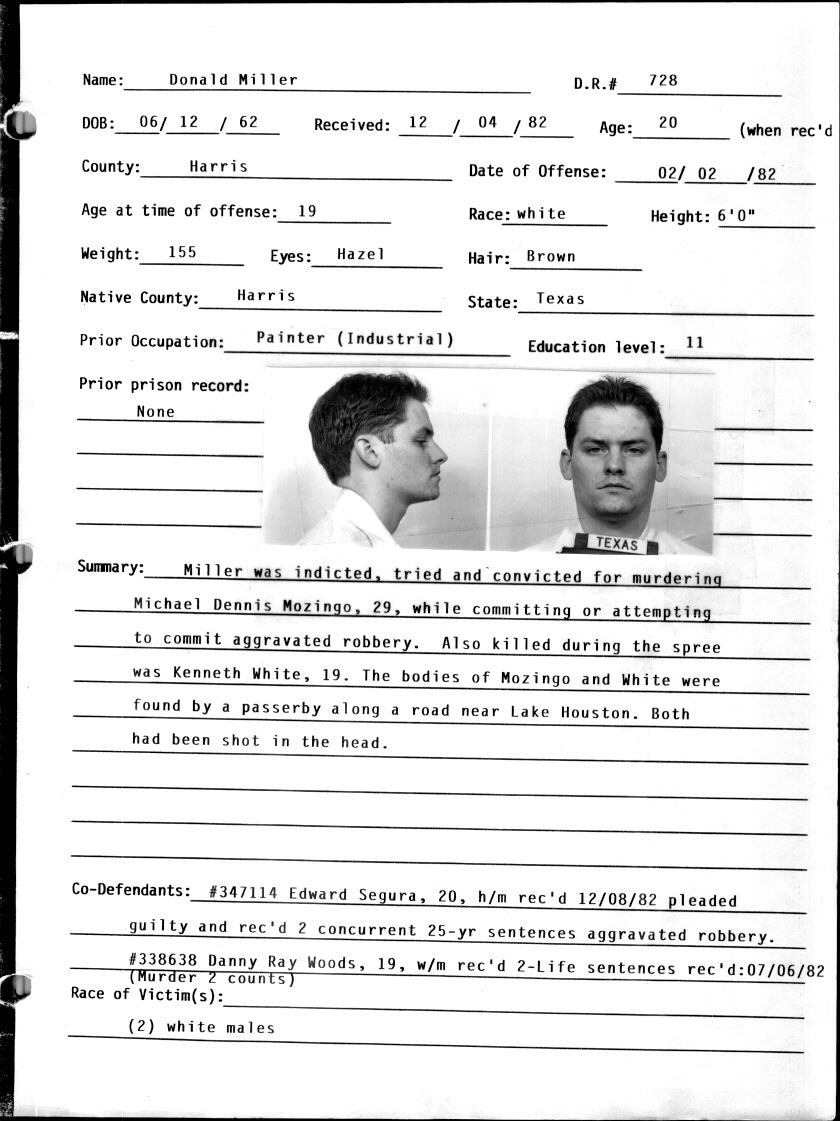 Name: Donald Miller D.R.# 728
DOB: 06/ 12 / 62 Received: 12 / 04 / 82 Age: 20 (when rec'd
County: Harris Date of Offense: 02/ 02 /82
Age at time of offense: 19 Race: white Height: 6'0"
Weight: 155 Eyes: Hazel Hair: Brown
Native County: Harris State: Texas
Prior Occupation: Painter (Industrial) Education level: 11
Prior prison record:
None
TEXAS
Summary: Miller was indicted, tried and convicted for murdering
Michael Dennis Mozingo, 29, while committing or attempting
to commit aggravated robbery. Also killed during the spree
was Kenneth White, 19. The bodies of Mozingo and White were
found by a passerby along a road near Lake Houston. Both
had been shot in the head.
Co-Defendants: #347114 Edward Segura, 20, h/m rec'd 12/08/82 pleaded
guilty and rec'd 2 concurrent 25-yr sentences aggravated robbery.
#338638 Danny Ray Woods, 19, w/m rec'd 2-Life sentences rec'd:07/06/82
(Murder 2 counts)
Race of Victim(s):
(2) white males